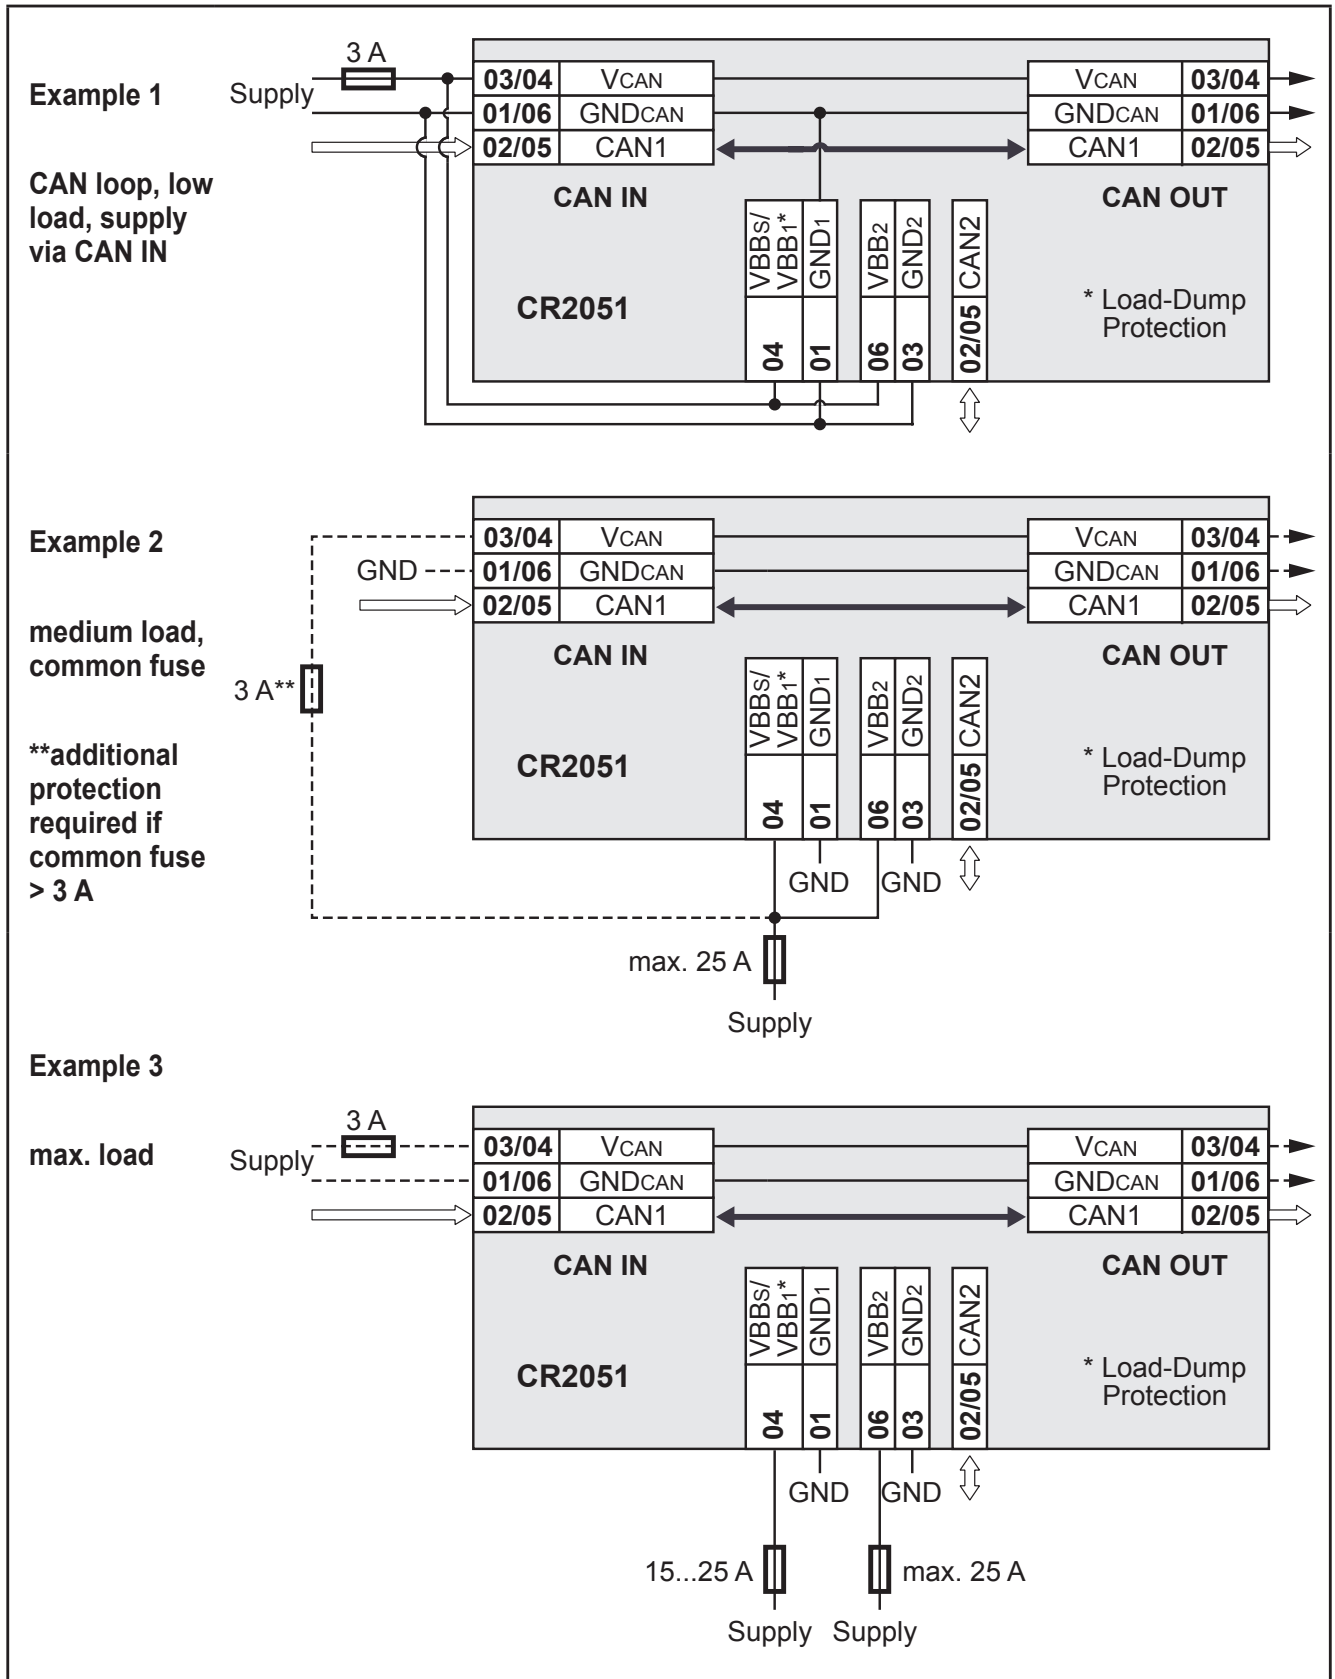 Example 1
CAN loop, low
load, supply
via CAN IN
3 A
Supply
03/04 VCAN
01/06 GNDCAN
02/05 CAN1
CAN IN
VCAN 03/04
GNDCAN 01/06
CAN1 02/05
CAN OUT
CR2051
VBBS/
VBB1*
04
GND1
01
VBB2
06
GND2
03
CAN2
02/05
* Load-Dump
Protection
Example 2
medium load,
common fuse
**additional
protection
required if
common fuse
> 3 A
3 A**
GND
03/04 VCAN
01/06 GNDCAN
02/05 CAN1
CAN IN
VCAN 03/04
GNDCAN 01/06
CAN1 02/05
CAN OUT
CR2051
VBBS/
VBB1*
04
GND1
01
VBB2
06
GND2
03
CAN2
02/05
* Load-Dump
Protection
GND
GND
max. 25 A
Supply
Example 3
max. load
3 A
Supply
03/04 VCAN
01/06 GNDCAN
02/05 CAN1
CAN IN
VCAN 03/04
GNDCAN 01/06
CAN1 02/05
CAN OUT
CR2051
VBBS/
VBB1*
04
GND1
01
VBB2
06
GND2
03
CAN2
02/05
* Load-Dump
Protection
GND
GND
15...25 A
max. 25 A
Supply
Supply